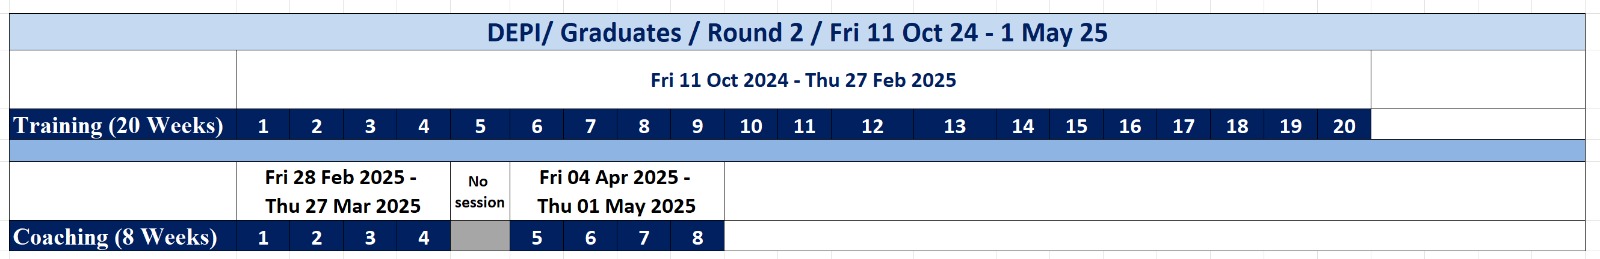 DEPI/ Graduates / Round 2 / Fri 11 Oct 24 - 1 May 25
Fri 11 Oct 2024 - Thu 27 Feb 2025
Training (20 Weeks) 1 2 3 4 5 6 7 8 9 10 11 12 13 14 15 16 17 18 19 20
Fri 28 Feb 2025 -
Thu 27 Mar 2025
No
session
Fri 04 Apr 2025 -
Thu 01 May 2025
Coaching (8 Weeks) 1 2 3 4 5 6 7 8